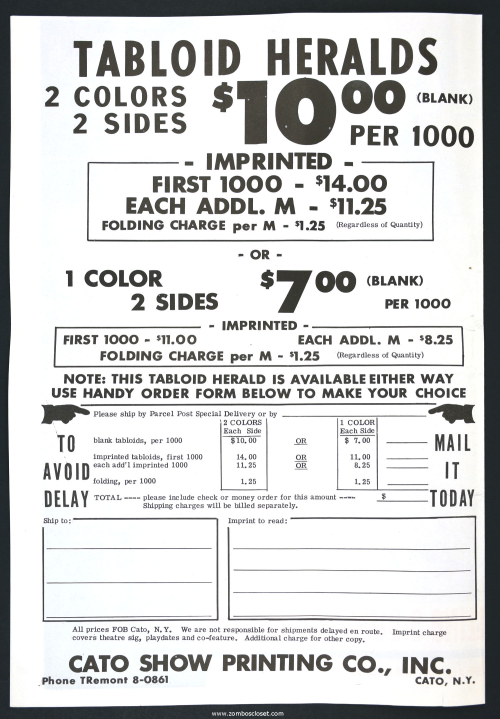 TABLOID HERALDS
2 COLORS
2 SIDES
$10.00 (BLANK)
PER 1000
- IMPRINTED -
FIRST 1000 - $14.00
EACH ADDL. M - $11.25
FOLDING CHARGE per M - $1.25 (Regardless of Quantity)
- OR -
1 COLOR
2 SIDES
$7.00 (BLANK)
PER 1000
- IMPRINTED -
FIRST 1000 - $11.00 EACH ADDL. M - $8.25
FOLDING CHARGE per M - $1.25 (Regardless of Quantity)
NOTE: THIS TABLOID HERALD IS AVAILABLE EITHER WAY
USE HANDY ORDER FORM BELOW TO MAKE YOUR CHOICE
Please ship by Parcel Post Special Delivery or by
2 COLORS 1 COLOR
Each Side Each Side
blank tabloids, per 1000 $10.00 OR $ 7.00
imprinted tabloids, first 1000 14.00 OR 11.00
each add'l imprinted 1000 11.25 OR 8.25
folding, per 1000 1.25 1.25
TO
AVOID
DELAY
MAIL
IT
TODAY
TOTAL ---- please include check or money order for this amount ---- $
Shipping charges will be billed separately.
Ship to: Imprint to read:
All prices FOB Cato, N.Y. We are not responsible for shipments delayed en route. Imprint charge
covers theatre sig, playdates and co-feature. Additional charge for other copy.
CATO SHOW PRINTING CO., INC.
Phone TRemont 8-0861 CATO, N.Y.
www.zomboscloset.com